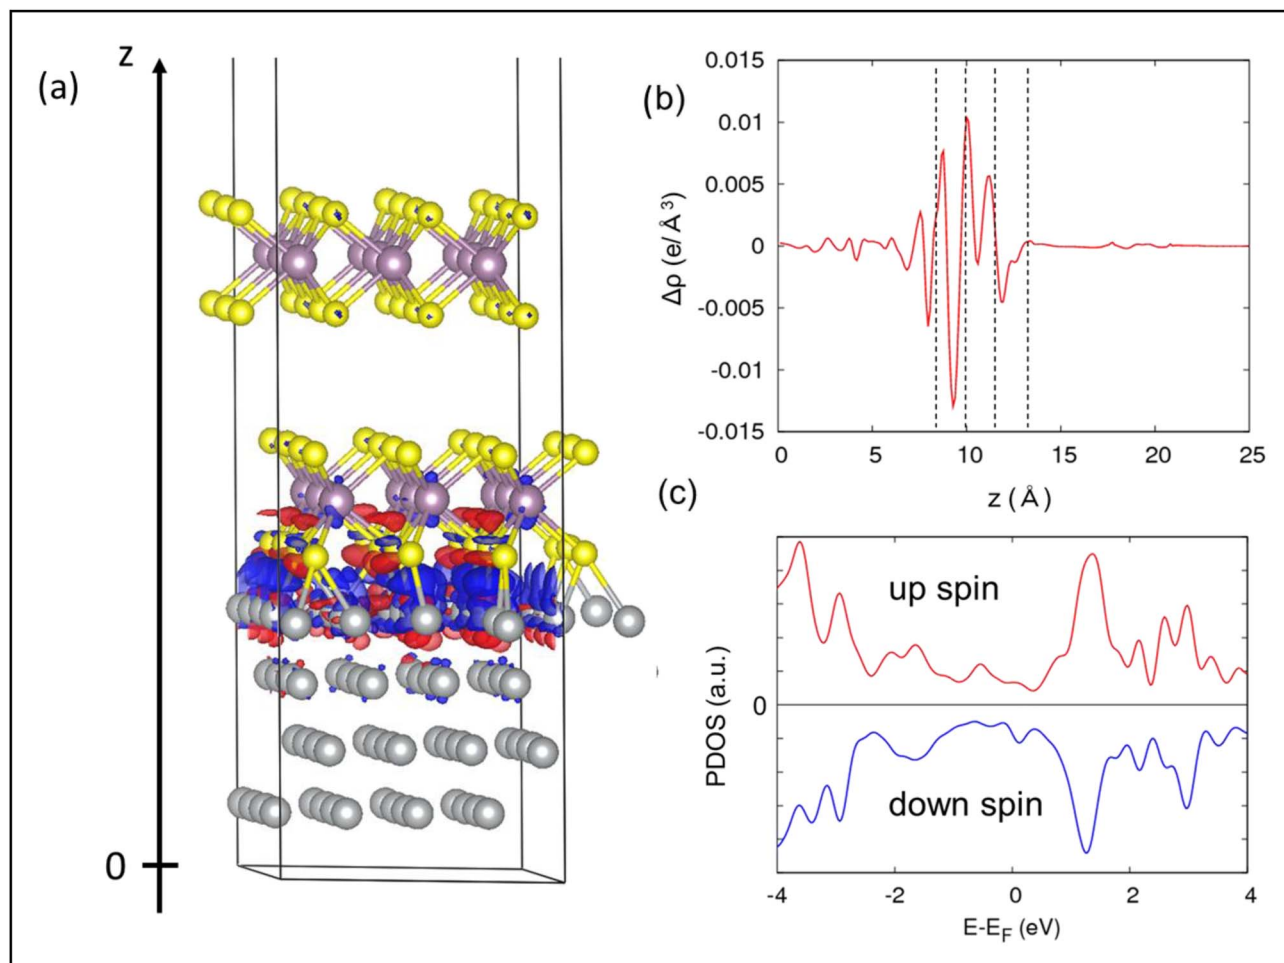 (a)
z
0
(b)
0.015
0.01
0.005
0
-0.005
-0.01
-0.015
Δρ (e/Å³)
0 5 10 15 20 25
z (Å)
(c)
up spin
0
down spin
PDOS (a.u.)
-4 -2 0 2 4
E-E_F (eV)